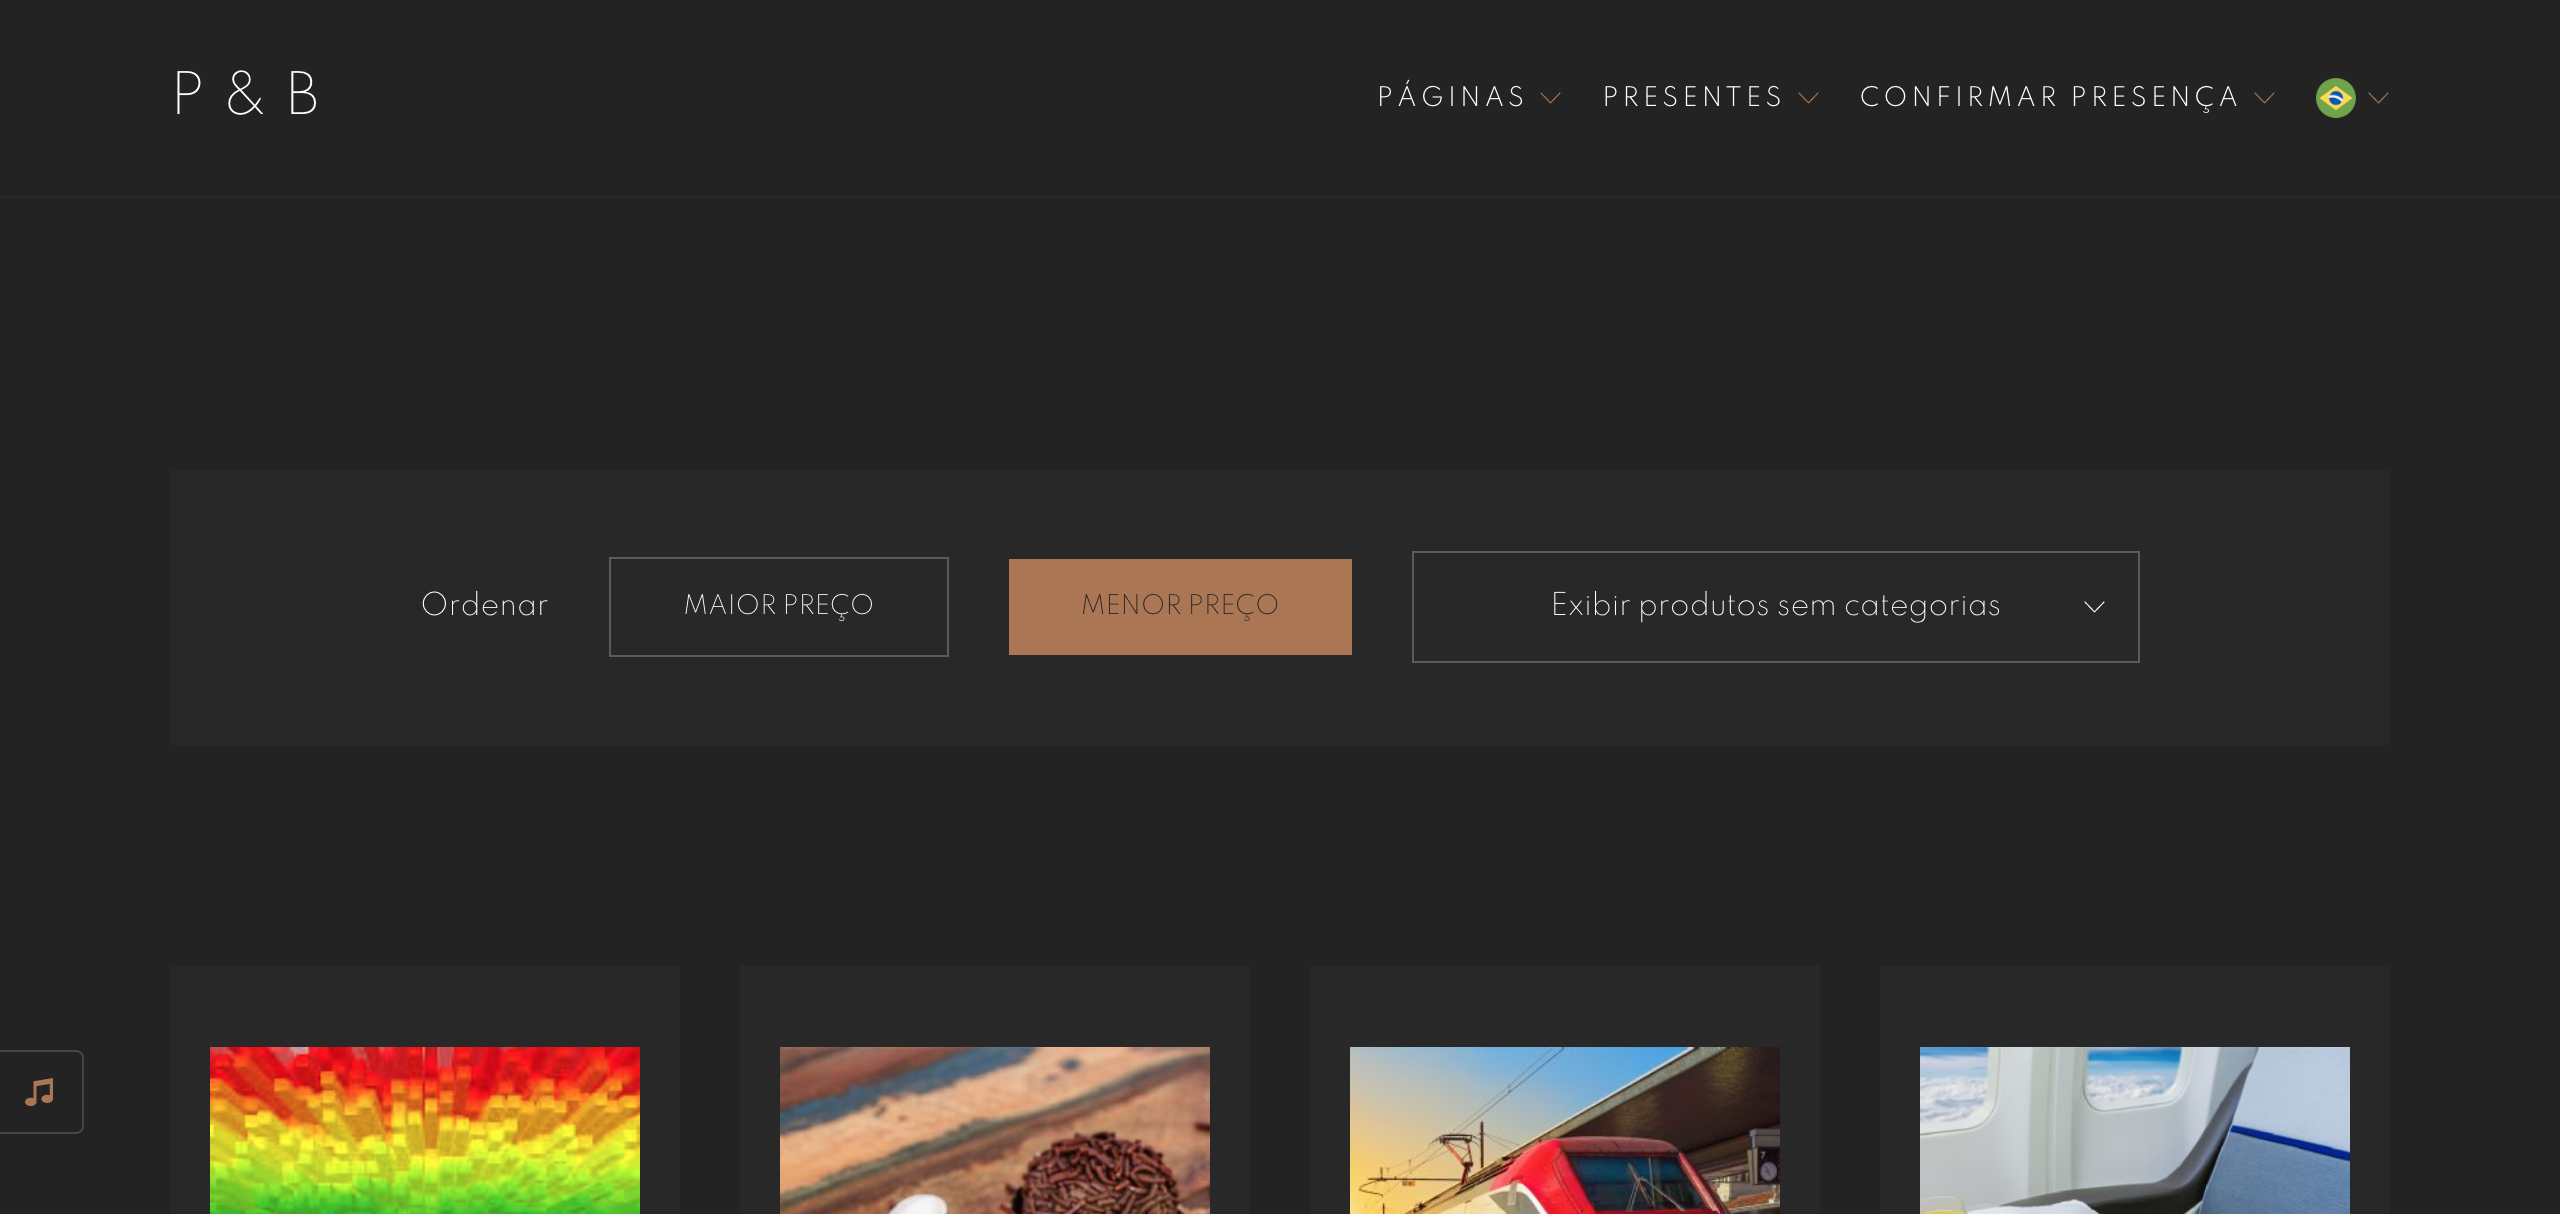 P & B
PÁGINAS
PRESENTES
CONFIRMAR PRESENÇA
Ordenar
MAIOR PREÇO
MENOR PREÇO
Exibir produtos sem categorias